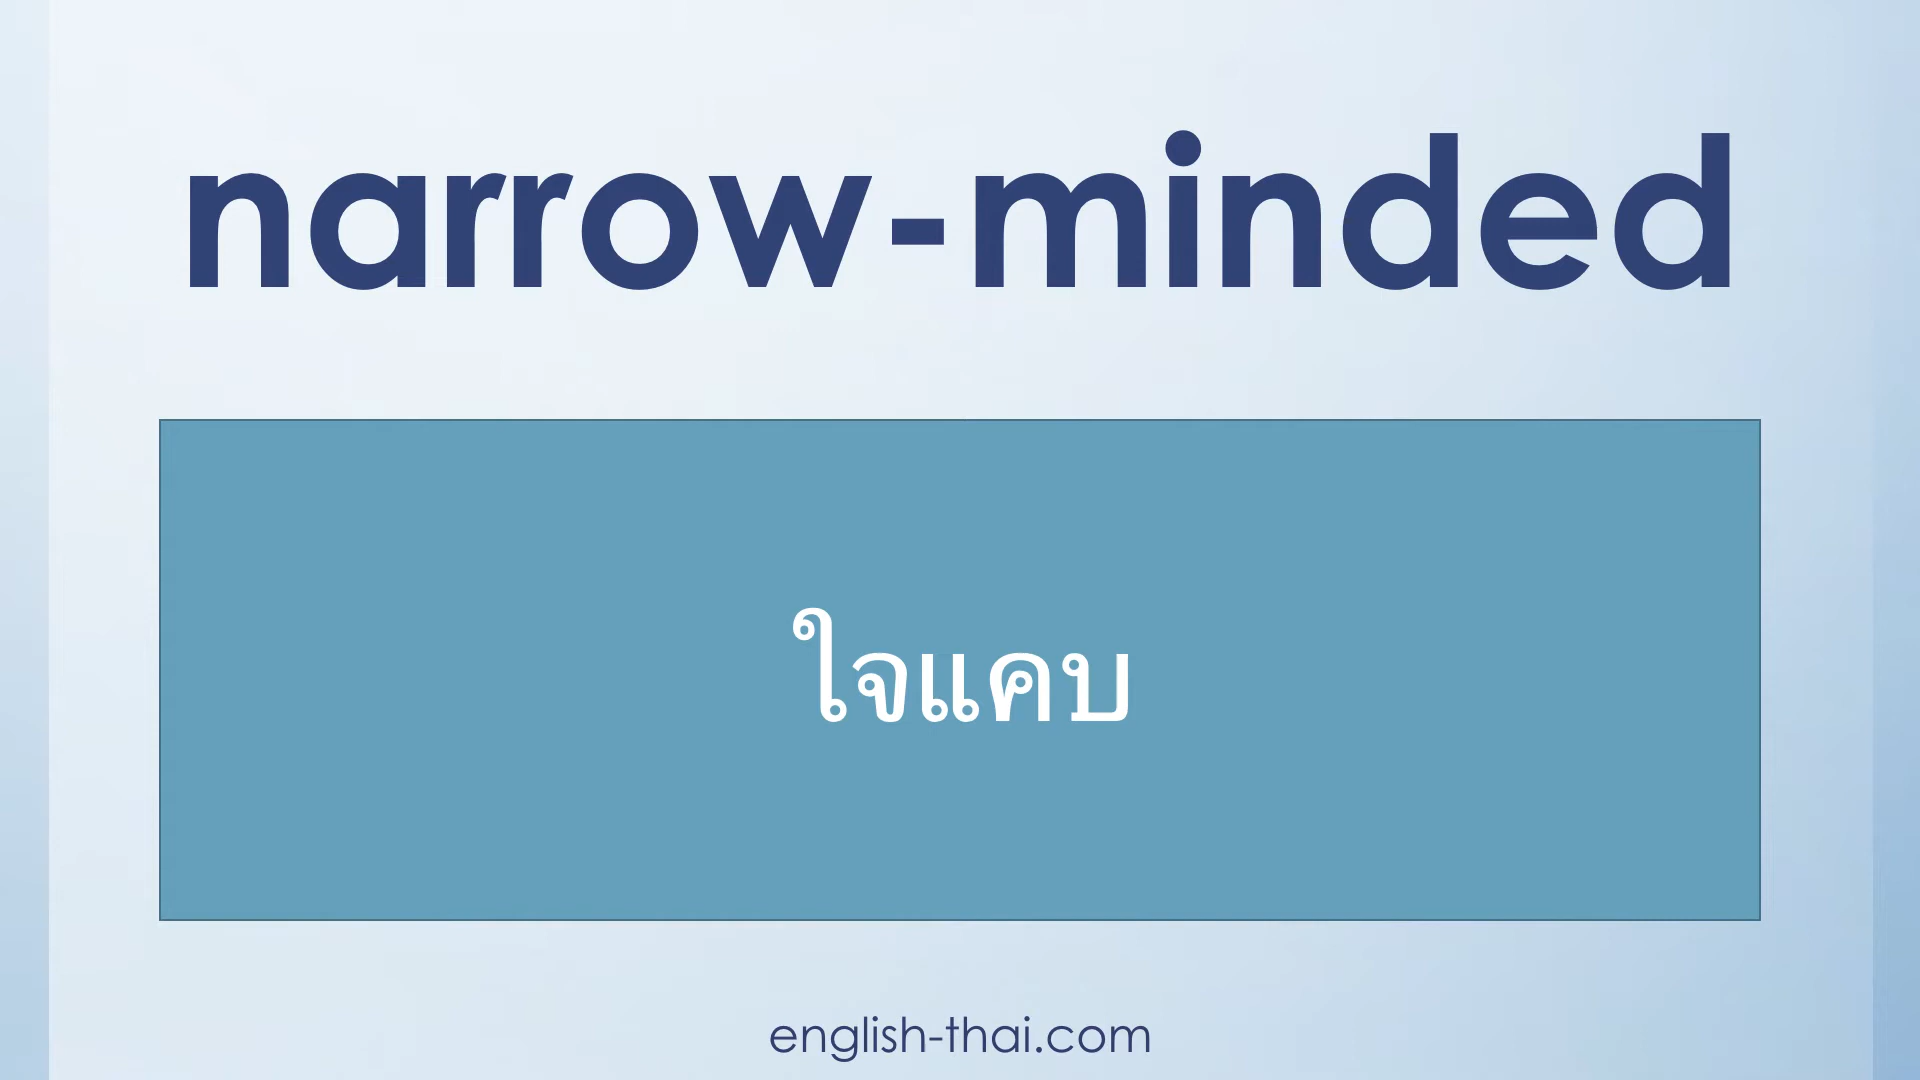 narrow-minded
ใจแคบ
english-thai.com